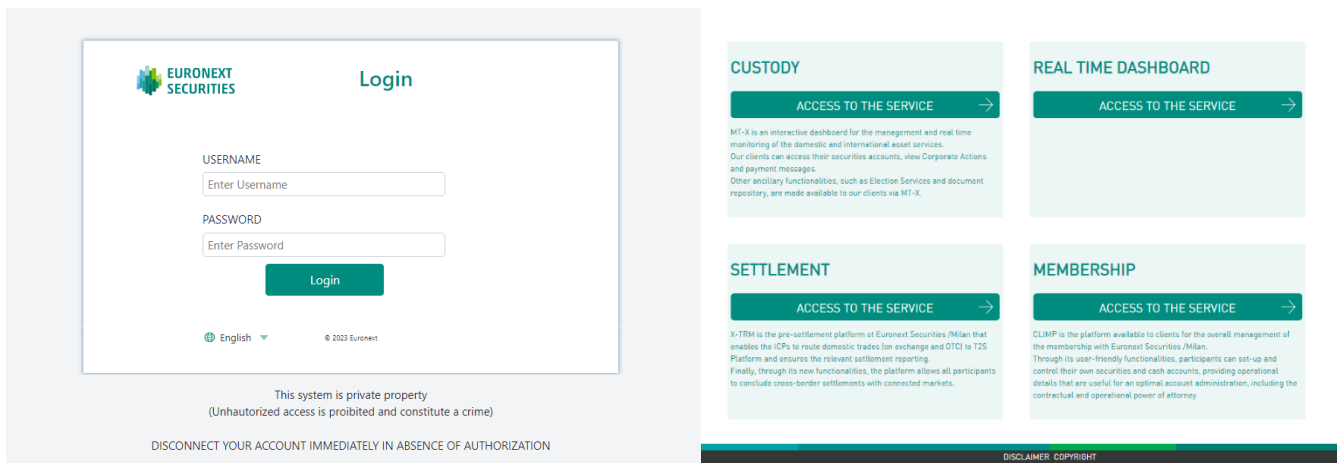 EURONEXT
SECURITIES
Login
USERNAME
Enter Username
PASSWORD
Enter Password
Login
English
© 2023 Euronext
This system is private property
(Unhautorized access is proibited and constitute a crime)
DISCONNECT YOUR ACCOUNT IMMEDIATELY IN ABSENCE OF AUTHORIZATION
CUSTODY
ACCESS TO THE SERVICE
MT-X is an interactive dashboard for the management and real time
monitoring of the domestic and international asset services.
Our clients can access their securities accounts, view Corporate Actions
and payment messages.
Other ancillary functionalities, such as Election Services and document
repository, are made available to our clients via MT-X.
REAL TIME DASHBOARD
ACCESS TO THE SERVICE
SETTLEMENT
ACCESS TO THE SERVICE
X-TRM is the pre-settlement platform of Euronext Securities /Milan that
enables the ICPs to route domestic trades (on exchange and OTC) to T2S
Platform and ensures the relevant settlement reporting.
Finally, through its new functionalities, the platform allows all participants
to conclude cross-border settlements with connected markets.
MEMBERSHIP
ACCESS TO THE SERVICE
CLIMP is the platform available to clients for the overall management of
the membership with Euronext Securities /Milan.
Through its user-friendly functionalities, participants can set-up and
control their own securities and cash accounts, providing operational
details that are useful for an optimal account administration, including the
contractual and operational power of attorney.
DISCLAIMER COPYRIGHT